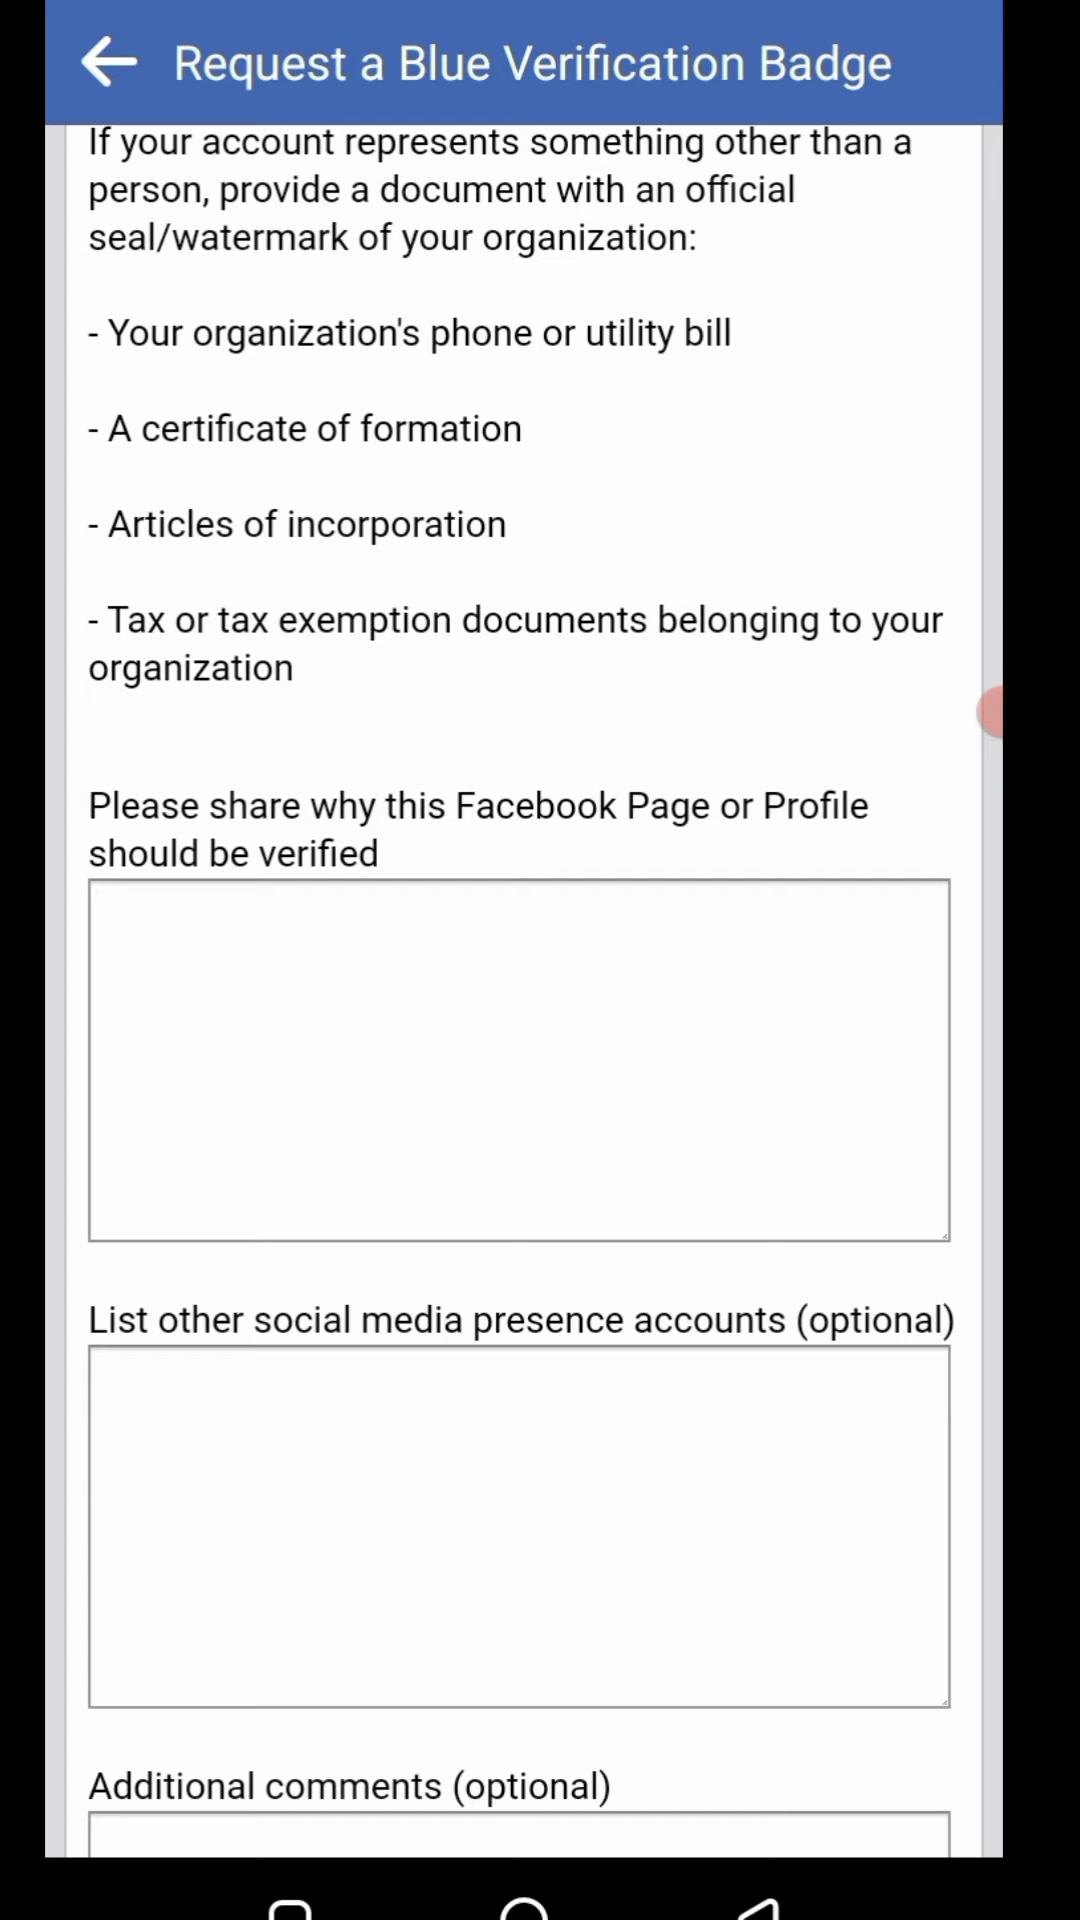 Request a Blue Verification Badge
If your account represents something other than a
person, provide a document with an official
seal/watermark of your organization:
- Your organization's phone or utility bill
- A certificate of formation
- Articles of incorporation
- Tax or tax exemption documents belonging to your
organization
Please share why this Facebook Page or Profile
should be verified
List other social media presence accounts (optional)
Additional comments (optional)